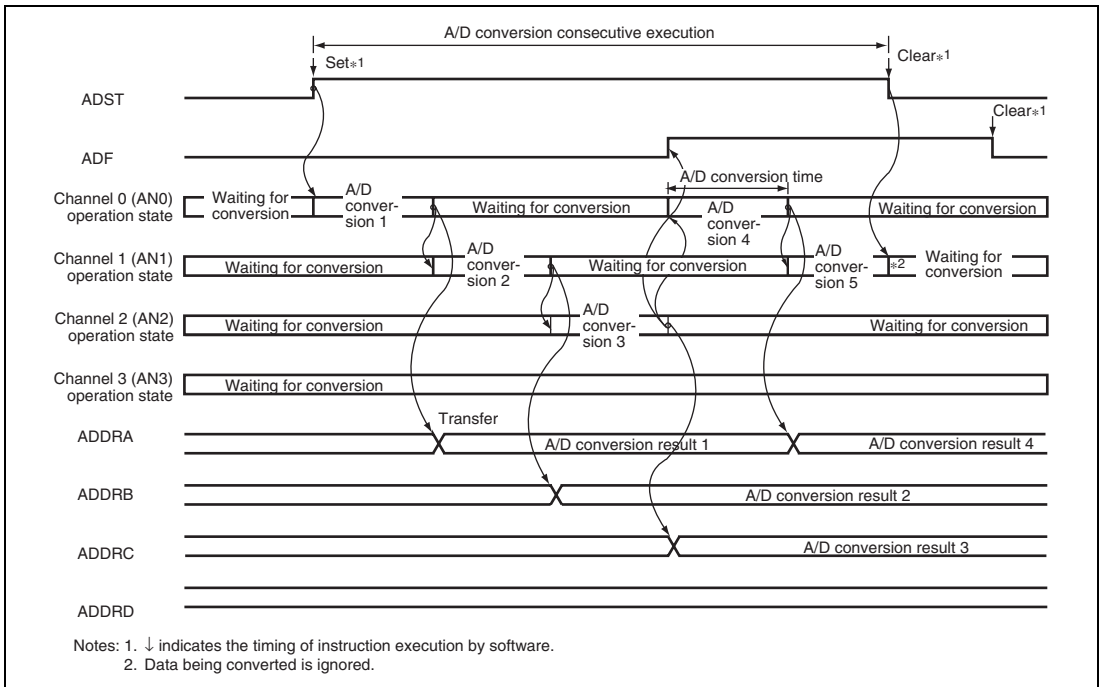 A/D conversion consecutive execution
Set*1
Clear*1
ADST
Clear*1
ADF
A/D conversion time
Channel 0 (AN0)
operation state
Waiting for
conversion
A/D
conver-
sion 1
Waiting for conversion
A/D
conver-
sion 4
Waiting for conversion
Channel 1 (AN1)
operation state
Waiting for conversion
A/D
conver-
sion 2
Waiting for conversion
A/D
conver-
sion 5
*2
Waiting for
conversion
Channel 2 (AN2)
operation state
Waiting for conversion
A/D
conver-
sion 3
Waiting for conversion
Channel 3 (AN3)
operation state
Waiting for conversion
Transfer
ADDRA
A/D conversion result 1
A/D conversion result 4
ADDRB
A/D conversion result 2
ADDRC
A/D conversion result 3
ADDRD
Notes: 1. ↓ indicates the timing of instruction execution by software.
2. Data being converted is ignored.